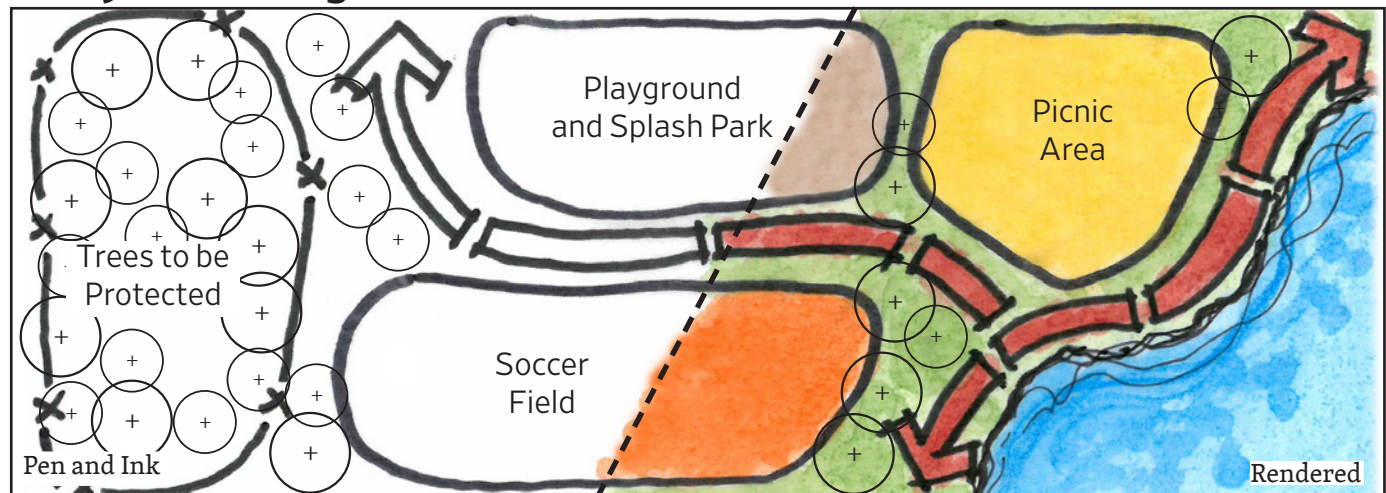 Playground
and Splash Park
Picnic
Area
Trees to be
Protected
Soccer
Field
Pen and Ink
Rendered